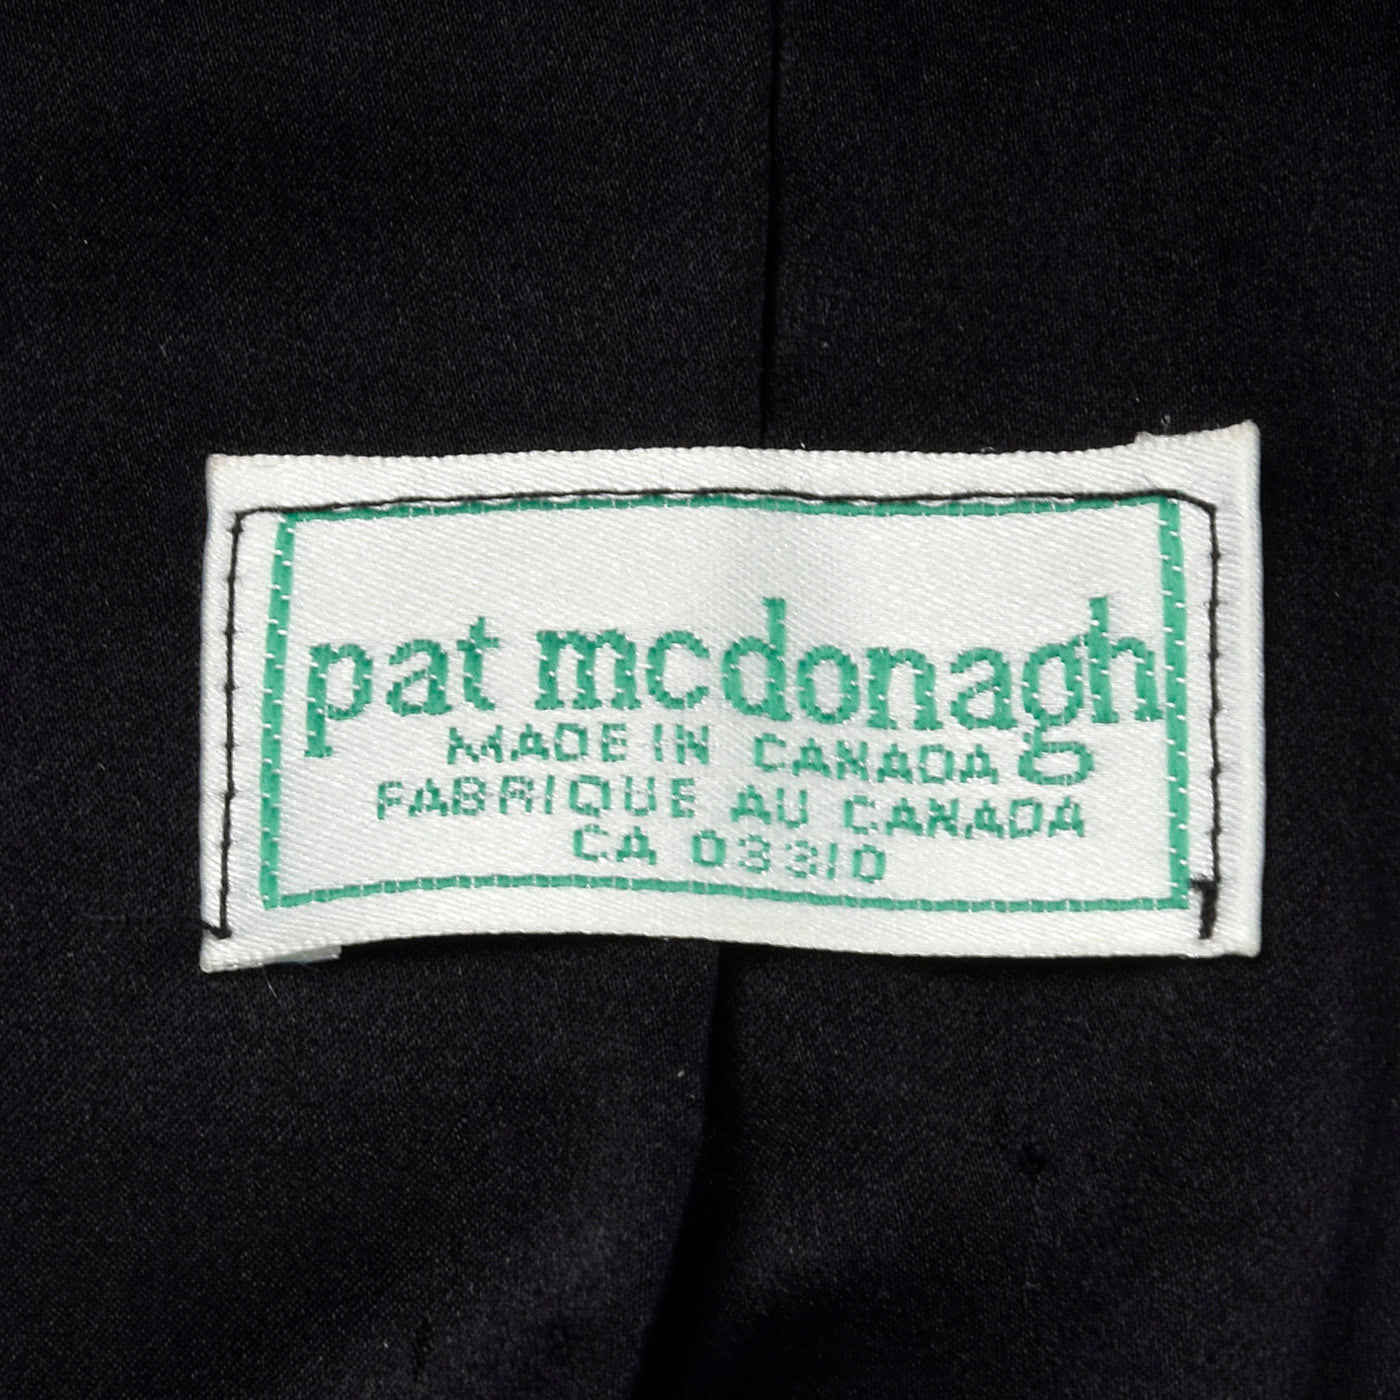 pat mcdonagh
MADE IN CANADA
FABRIQUE AU CANADA
CA 03310